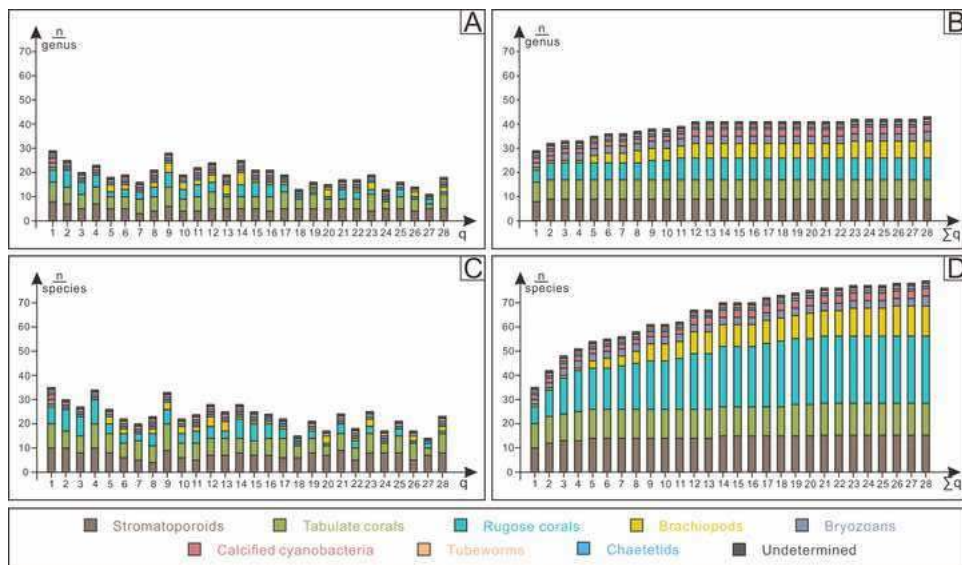 n
genus
A
70
60
50
40
30
20
10
0
1 2 3 4 5 6 7 8 9 10 11 12 13 14 15 16 17 18 19 20 21 22 23 24 25 26 27 28 q
n
genus
B
70
60
50
40
30
20
10
0
1 2 3 4 5 6 7 8 9 10 11 12 13 14 15 16 17 18 19 20 21 22 23 24 25 26 27 28 ∑q
n
species
C
70
60
50
40
30
20
10
0
1 2 3 4 5 6 7 8 9 10 11 12 13 14 15 16 17 18 19 20 21 22 23 24 25 26 27 28 q
n
species
D
70
60
50
40
30
20
10
0
1 2 3 4 5 6 7 8 9 10 11 12 13 14 15 16 17 18 19 20 21 22 23 24 25 26 27 28 ∑q
Stromatoporoids Tabulate corals Rugose corals Brachiopods Bryozoans
Calcified cyanobacteria Tubeworms Chaetetids Undetermined